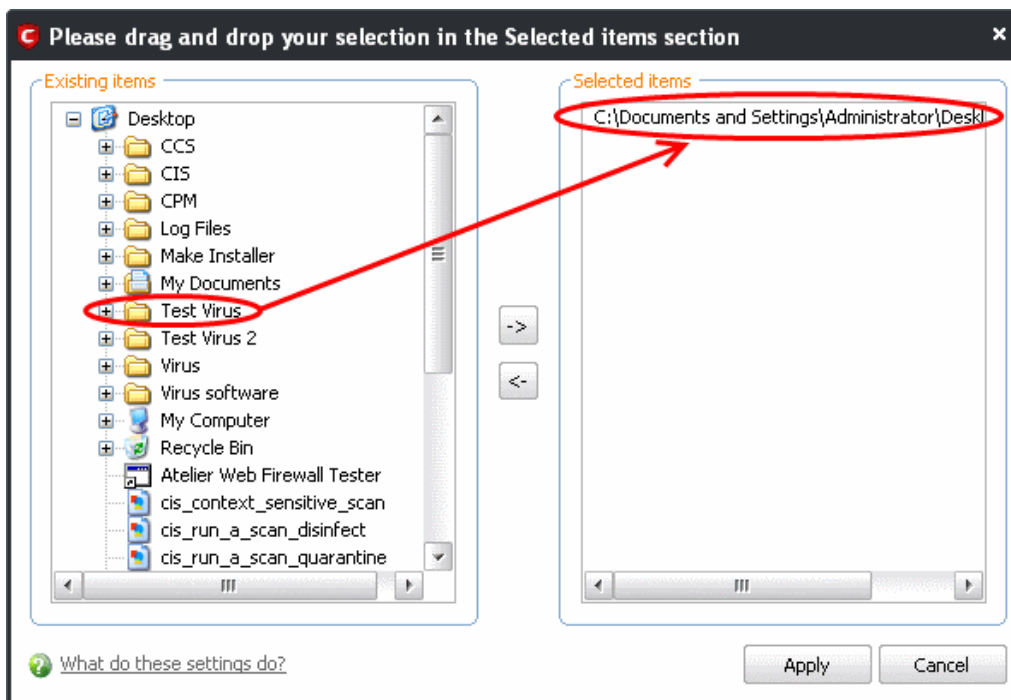 Please drag and drop your selection in the Selected items section
Existing items
Desktop
CCS
CIS
CPM
Log Files
Make Installer
My Documents
Test Virus
Test Virus 2
Virus
Virus software
My Computer
Recycle Bin
Atelier Web Firewall Tester
cis_context_sensitive_scan
cis_run_a_scan_disinfect
cis_run_a_scan_quarantine
->
<-
Selected items
C:\Documents and Settings\Administrator\Desk
What do these settings do?
Apply
Cancel